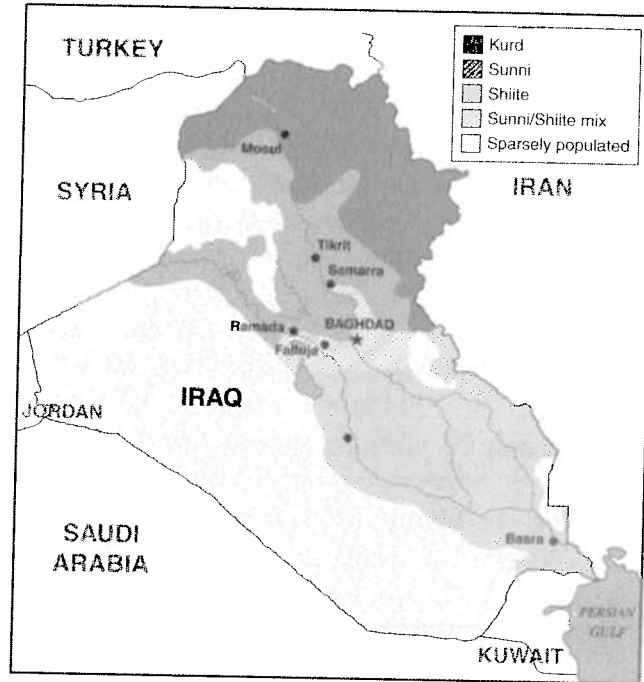 TURKEY
Kurd
Sunni
Shiite
Sunni/Shiite mix
Sparsely populated
Mosul
SYRIA
IRAN
Tikrit
Samarra
Ramada
BAGHDAD
Falluja
IRAQ
JORDAN
SAUDI
ARABIA
Basra
PERSIAN
GULF
KUWAIT